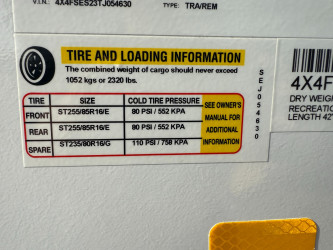 V.I.N.: 4X4FSES23TJ054630
TYPE: TRA/REM
TIRE AND LOADING INFORMATION
The combined weight of cargo should never exceed
1052 kgs or 2320 lbs.
TIRE SIZE COLD TIRE PRESSURE
FRONT ST255/85R16/E 80 PSI / 552 KPA
REAR ST255/85R16/E 80 PSI / 552 KPA
SPARE ST235/80R16/G 110 PSI / 758 KPA
SEE OWNER'S
MANUAL FOR
ADDITIONAL
INFORMATION
SEJ054630
4X4F
DRY WEIG
REAR
LENGTH 42'